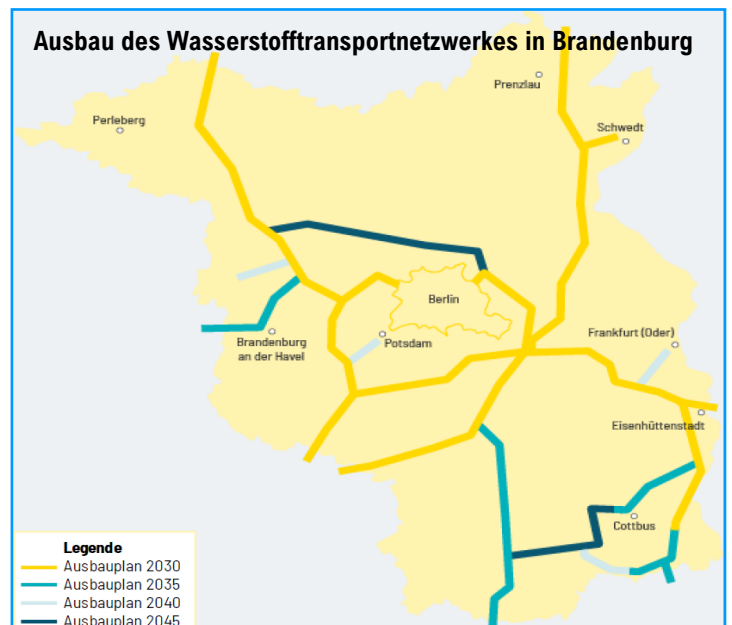 Ausbau des Wasserstofftransportnetzwerkes in Brandenburg
Prenzlau
Perleberg
Schwedt
Berlin
Frankfurt (Oder)
Brandenburg
an der Havel
Potsdam
Eisenhüttenstadt
Cottbus
Legende
Ausbauplan 2030
Ausbauplan 2035
Ausbauplan 2040
Ausbauplan 2045